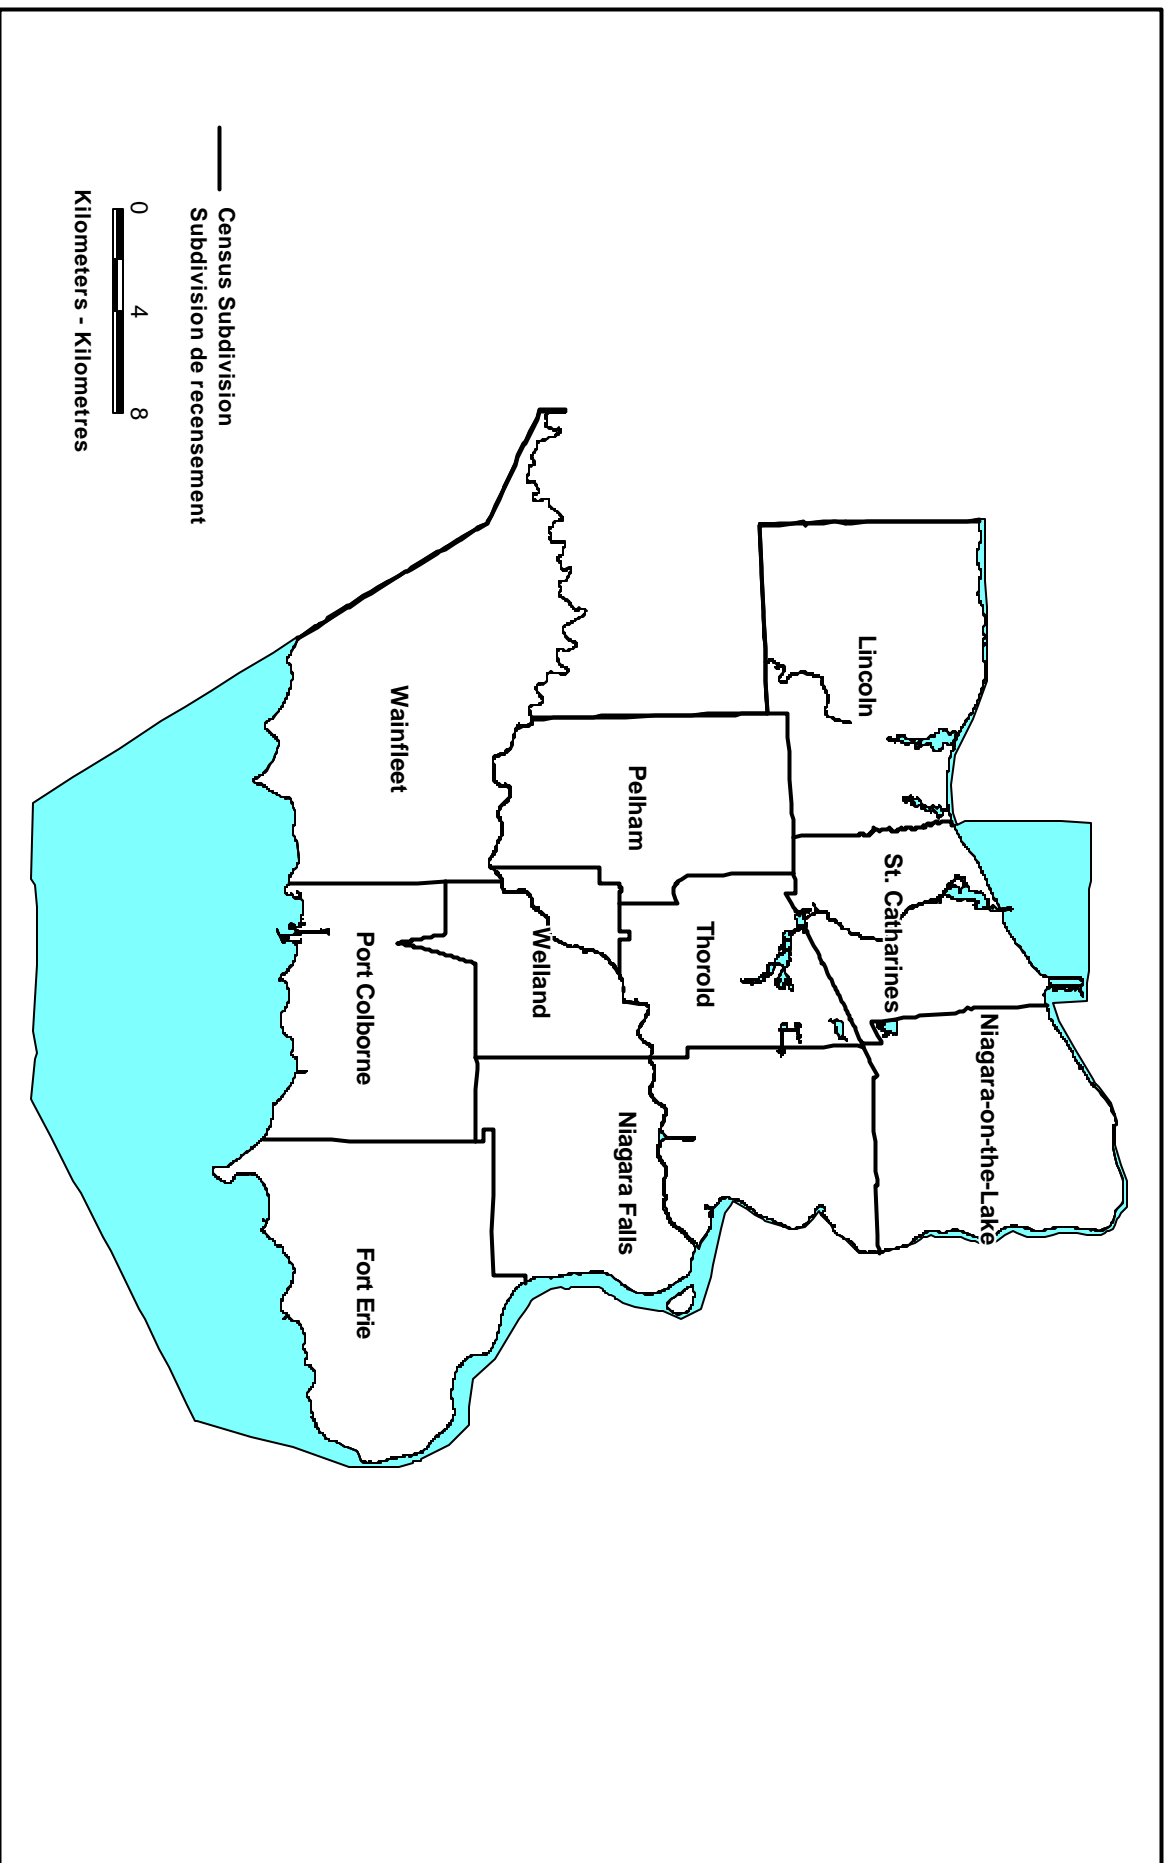 Niagara-on-the-Lake
St. Catharines
Lincoln
Thorold
Pelham
Niagara Falls
Welland
Wainfleet
Port Colborne
Fort Erie
Census Subdivision
Subdivision de recensement
0 4 8
Kilometers - Kilometres